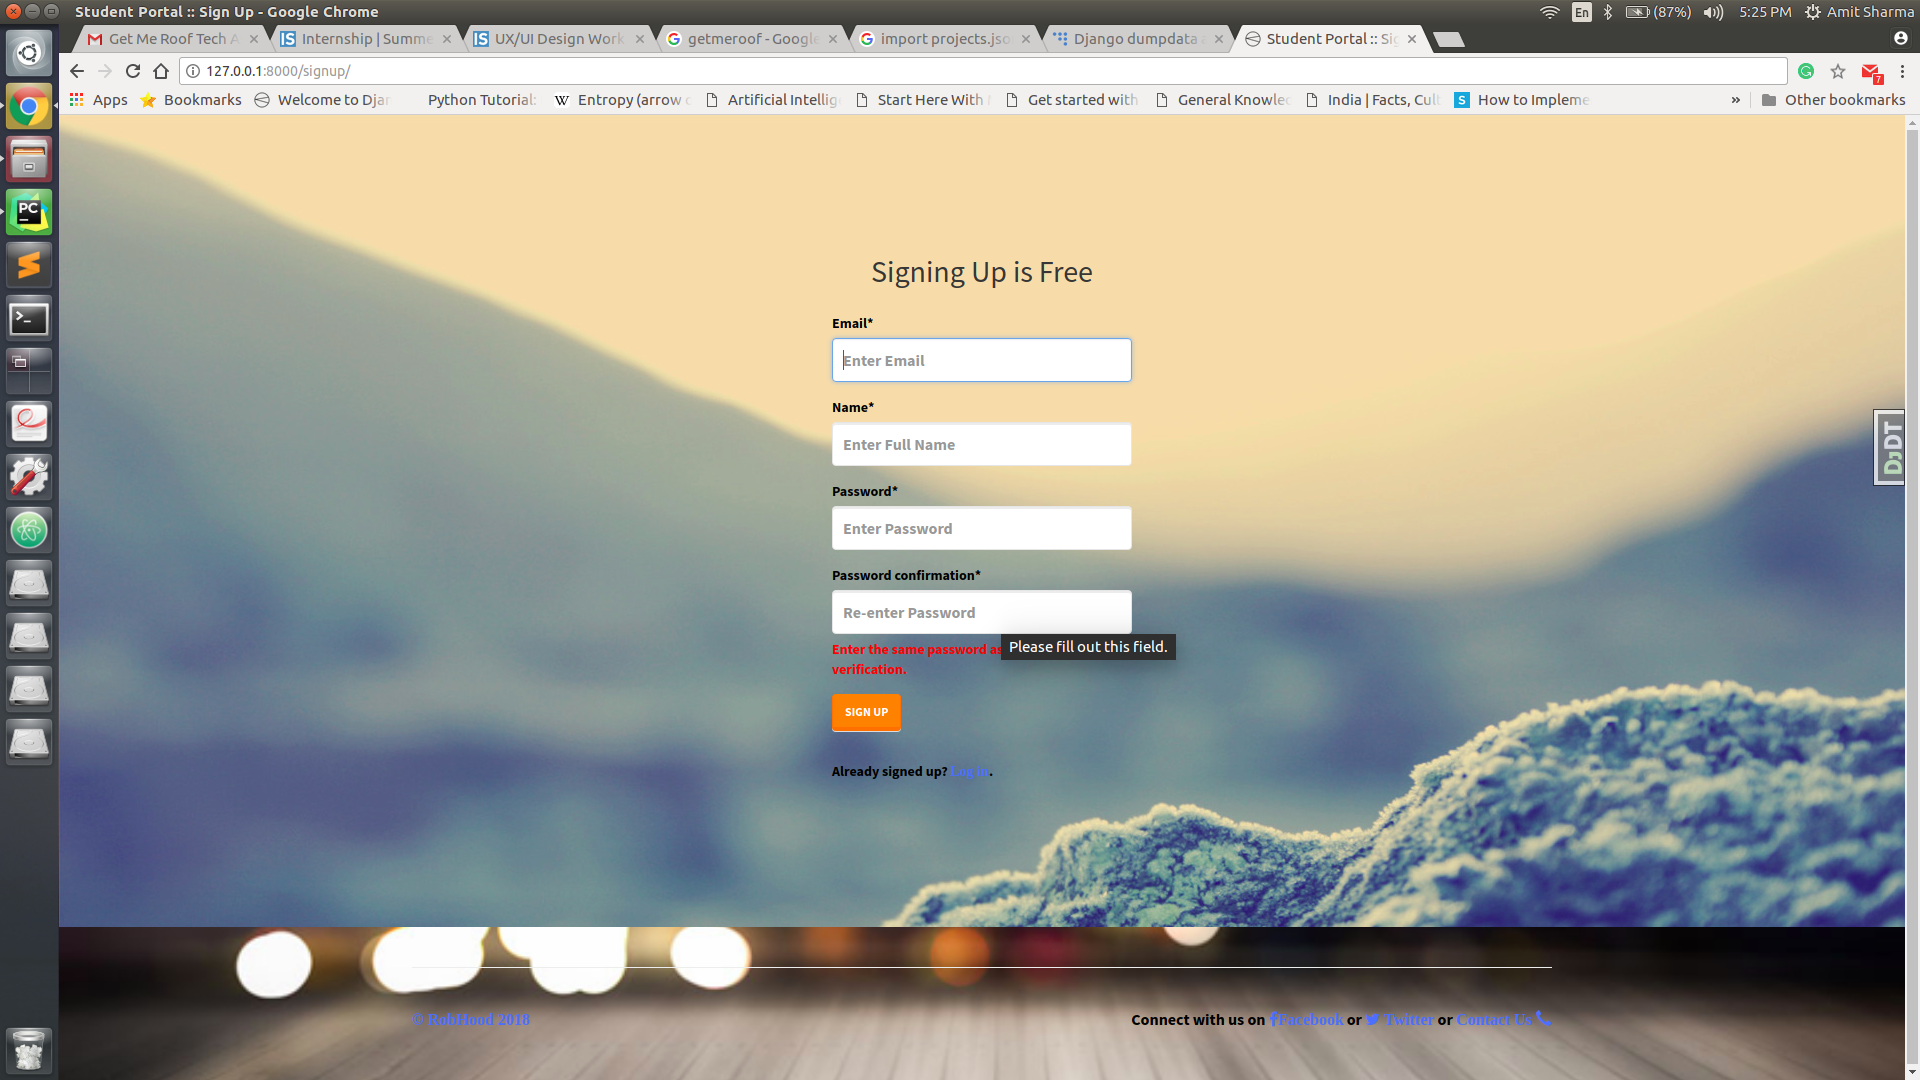 Student Portal :: Sign Up - Google Chrome
En
(87%)
5:25 PM
Amit Sharma
Get Me Roof Tech A
Internship | Summe
UX/UI Design Work
getmeroof - Google
import projects.jso
Django dumpdata
Student Portal :: Sig
127.0.0.1:8000/signup/
7
Apps
Bookmarks
Welcome to Djan
Python Tutorial:
W
Entropy (arrow o
Artificial Intellig
Start Here With
Get started with
General Knowled
India | Facts, Cult
S
How to Impleme
»
Other bookmarks
PC
Signing Up is Free
Email*
Enter Email
Name*
Enter Full Name
Password*
Enter Password
Password confirmation*
Re-enter Password
Enter the same password as
verification.
Please fill out this field.
SIGN UP
Already signed up? Log in.
DjDT
© RobHood 2018
Connect with us on Facebook or Twitter or Contact Us